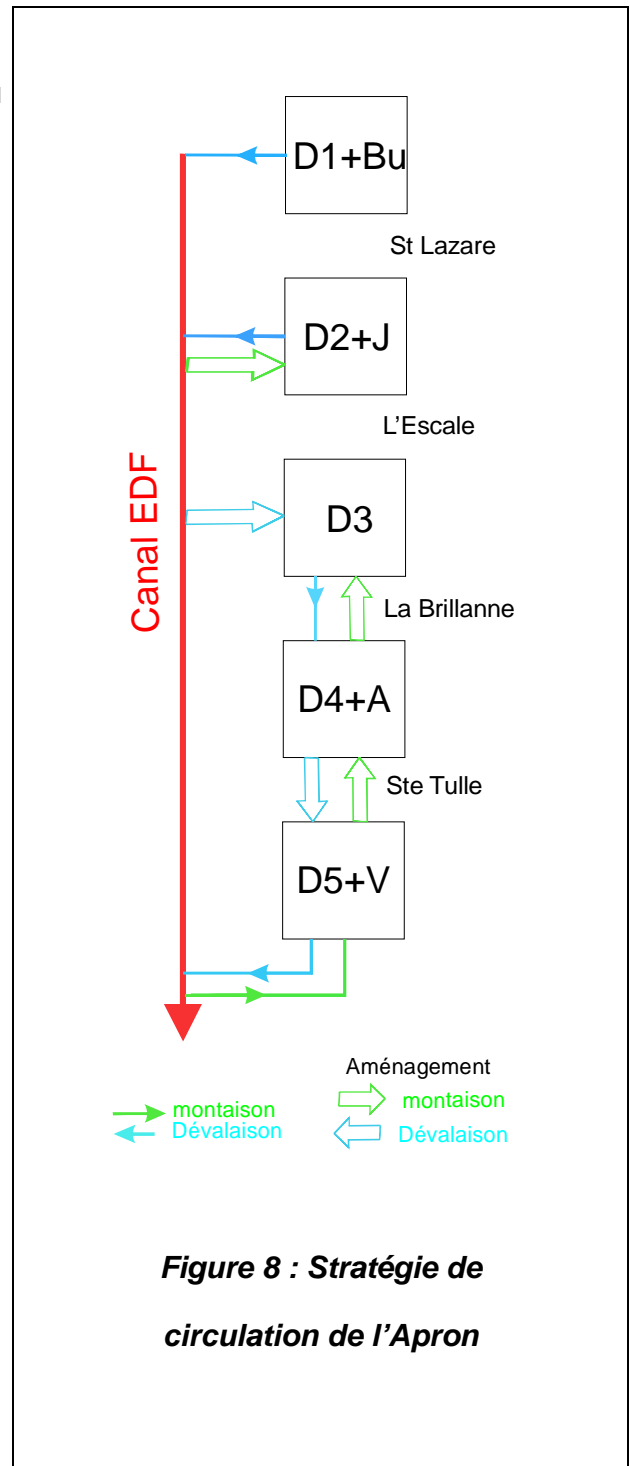 D1+Bu
St Lazare
D2+J
L'Escale
Canal EDF
D3
La Brillanne
D4+A
Ste Tulle
D5+V
Aménagement
montaison
montaison
Dévalaison
Dévalaison
Figure 8 : Stratégie de
circulation de l'Apron